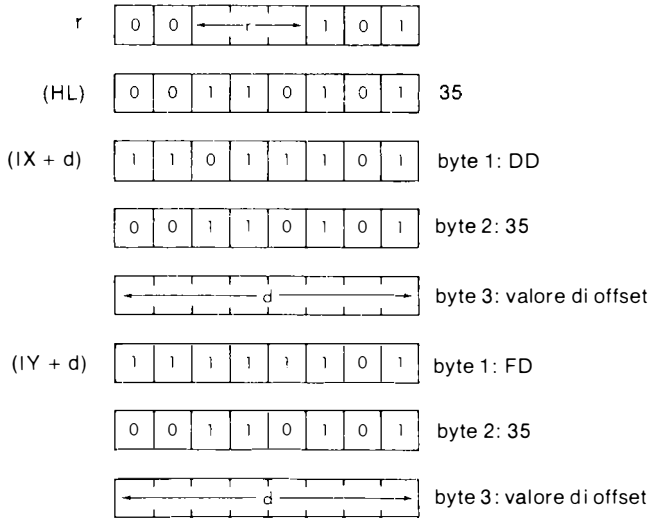 r 0 0 r 1 0 1
(HL) 0 0 1 1 0 1 0 1 35
(IX + d) 1 1 0 1 1 1 0 1 byte 1: DD
0 0 1 1 0 1 0 1 byte 2: 35
d byte 3: valore di offset
(IY + d) 1 1 1 1 1 1 0 1 byte 1: FD
0 0 1 1 0 1 0 1 byte 2: 35
d byte 3: valore di offset